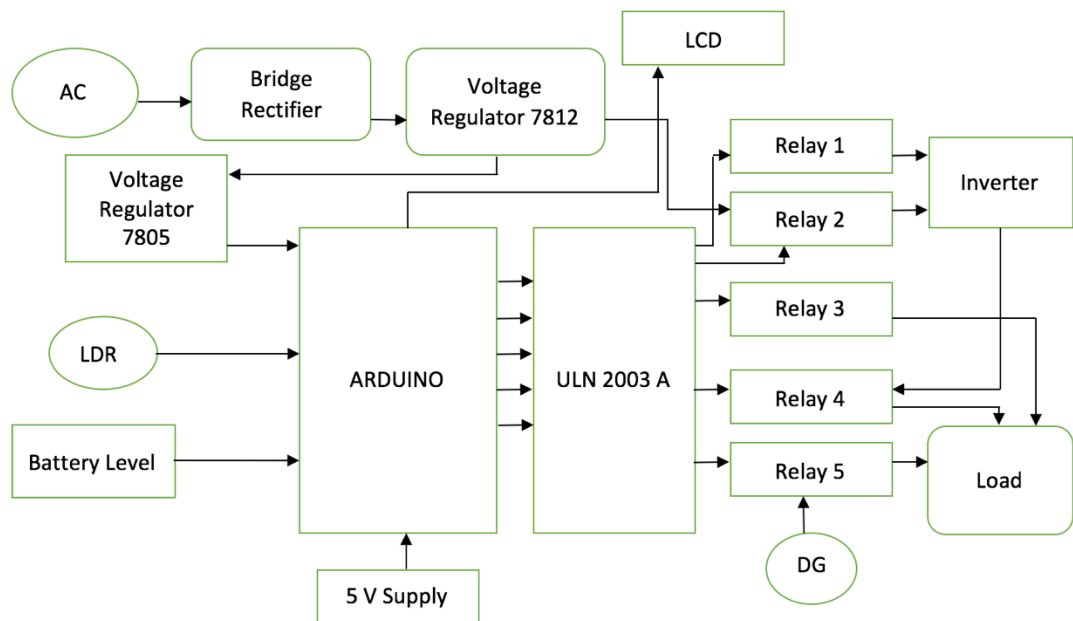 LCD
AC
Bridge
Rectifier
Voltage
Regulator 7812
Relay 1
Voltage
Regulator
7805
Inverter
Relay 2
Relay 3
LDR
ARDUINO
ULN 2003 A
Relay 4
Battery Level
Relay 5
Load
DG
5 V Supply